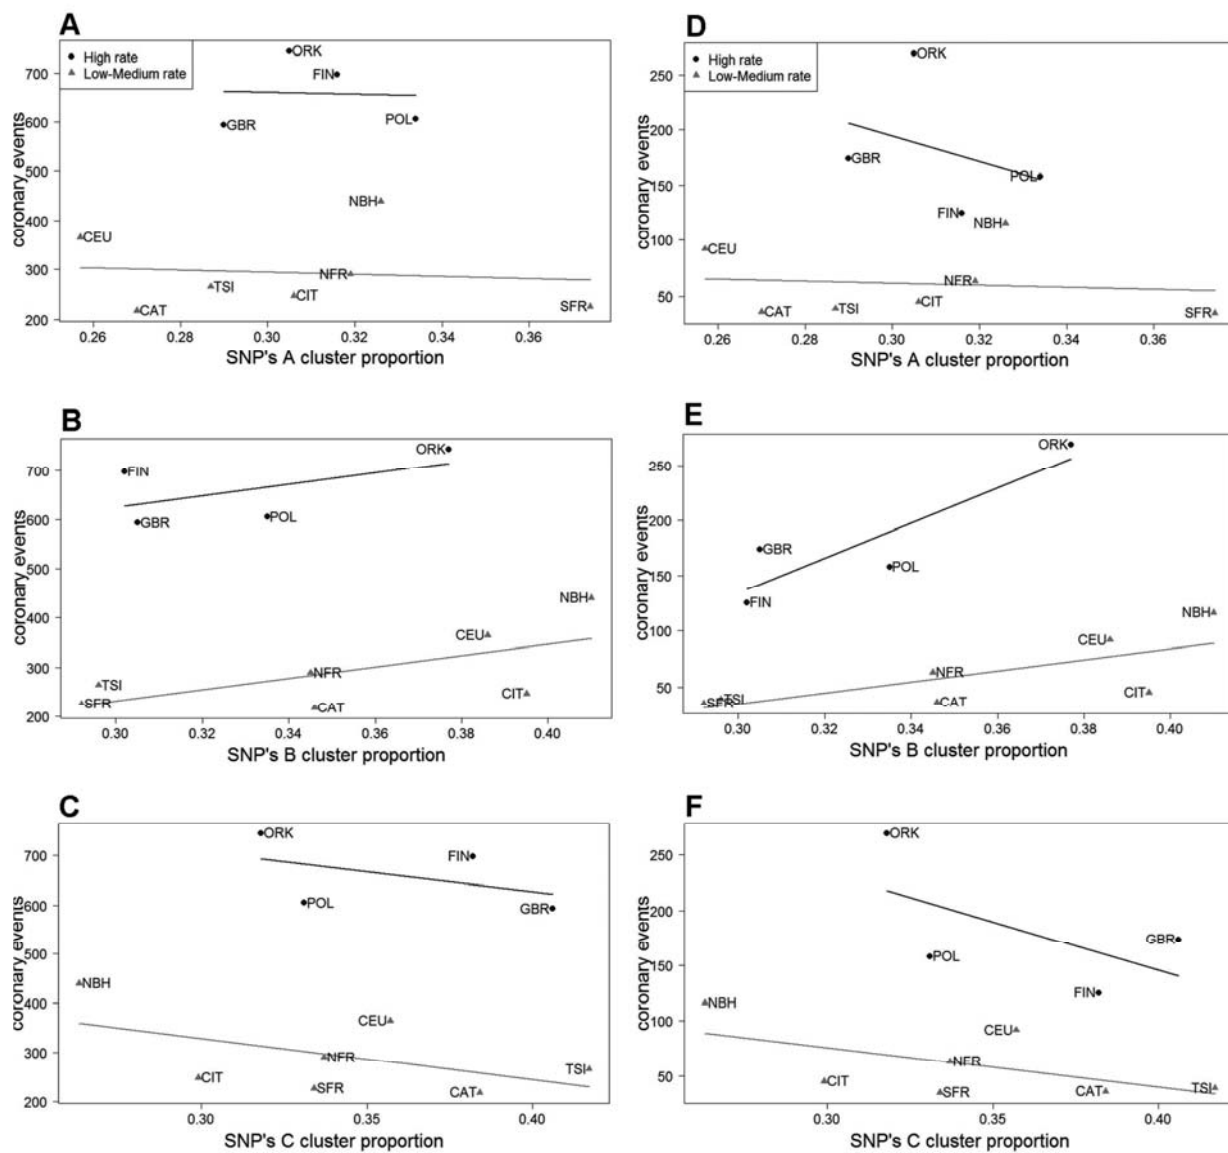 A
High rate
Low-Medium rate
ORK
FIN
GBR
POL
NBH
CEU
NFR
TSI
CIT
CAT
SFR
coronary events
700
600
500
400
300
200
0.26 0.28 0.30 0.32 0.34 0.36
SNP's A cluster proportion
D
High rate
Low-Medium rate
ORK
GBR
POL
FIN
NBH
CEU
NFR
CIT
CAT
TSI
SFR
coronary events
250
200
150
100
50
0.26 0.28 0.30 0.32 0.34 0.36
SNP's A cluster proportion
B
ORK
FIN
GBR
POL
NBH
CEU
NFR
TSI
CIT
SFR
CAT
coronary events
700
600
500
400
300
200
0.30 0.32 0.34 0.36 0.38 0.40
SNP's B cluster proportion
E
ORK
GBR
POL
FIN
NBH
CEU
NFR
CIT
SFR
TSI
CAT
coronary events
250
200
150
100
50
0.30 0.32 0.34 0.36 0.38 0.40
SNP's B cluster proportion
C
ORK
FIN
POL
GBR
NBH
CEU
NFR
TSI
CIT
SFR
CAT
coronary events
700
600
500
400
300
200
0.30 0.35 0.40
SNP's C cluster proportion
F
ORK
GBR
POL
FIN
NBH
CEU
NFR
CIT
SFR
CAT
TSI
coronary events
250
200
150
100
50
0.30 0.35 0.40
SNP's C cluster proportion